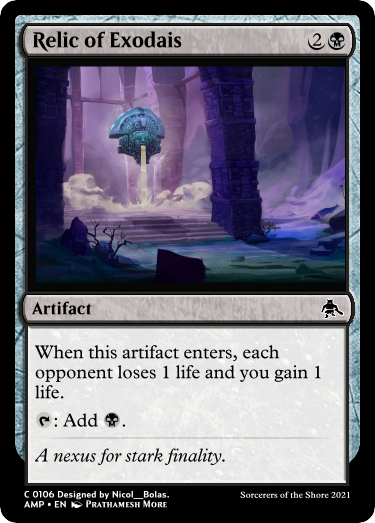 Relic of Exodais 2
Artifact
When this artifact enters, each
opponent loses 1 life and you gain 1
life.
: Add .
A nexus for stark finality.
C 0106 Designed by Nicol__Bolas. Sorcerers of the Shore 2021
AMP • EN Prathamesh More